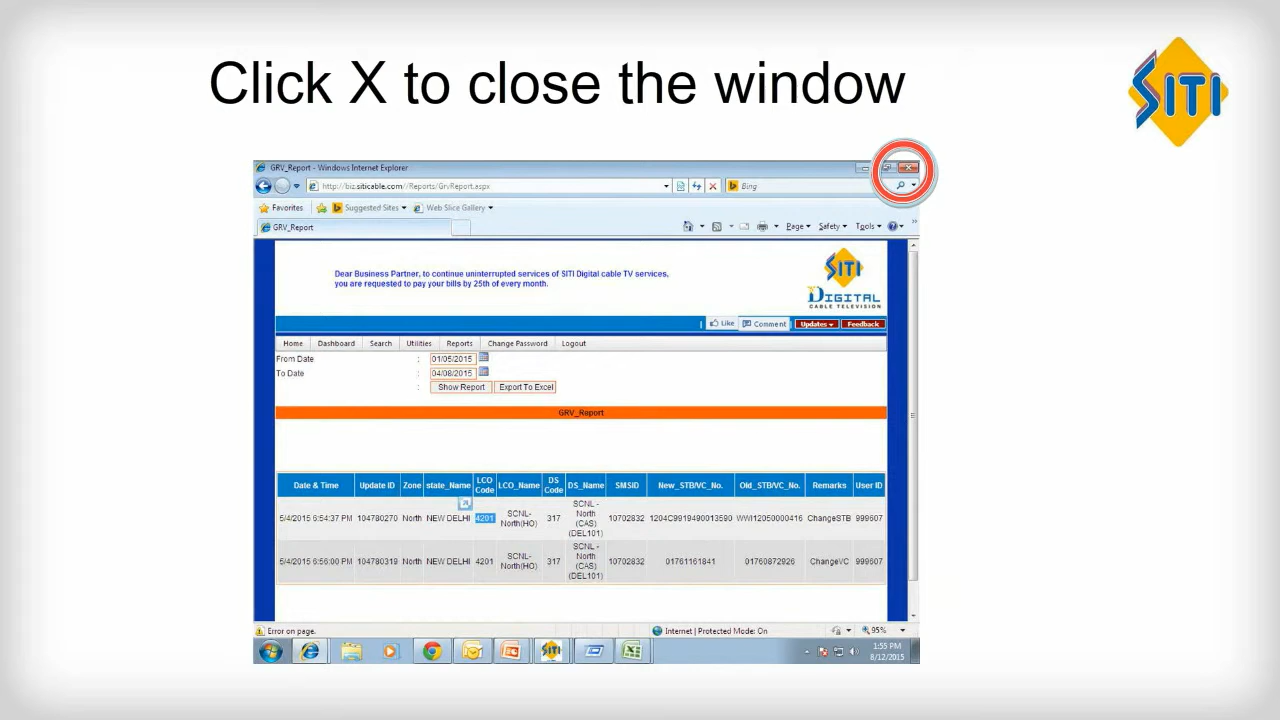 Click X to close the window
SITI
GRV_Report - Windows Internet Explorer
http://biz.siticable.com//Reports/GrvReport.aspx
Bing
Favorites
Suggested Sites
Web Slice Gallery
GRV_Report
Page
Safety
Tools
Dear Business Partner, to continue uninterrupted services of SITI Digital cable TV services,
you are requested to pay your bills by 25th of every month.
SITI
DIGITAL
CABLE TELEVISION
| Like Comment | Updates Feedback
Home Dashboard Search Utilities Reports Change Password Logout
From Date : 01/05/2015
To Date : 04/08/2015
: Show Report Export To Excel
GRV_Report
Date & Time Update ID Zone state_Name LCO Code LCO_Name DS Code DS_Name SMSID New_STB/VC_No. Old_STB/VC_No. Remarks User ID
5/4/2015 6:54:37 PM 104780270 North NEW DELHI 4201 SCNL-North(HO) 317 SCNL - North (CAS) (DEL101) 10702832 1204C9919490013590 WWI12050000416 ChangeSTB 999607
5/4/2015 6:56:00 PM 104780319 North NEW DELHI 4201 SCNL-North(HO) 317 SCNL - North (CAS) (DEL101) 10702832 01761161841 01760872926 ChangeVC 999607
Error on page.
Internet | Protected Mode: On
95%
SITI
1:55 PM
8/12/2015